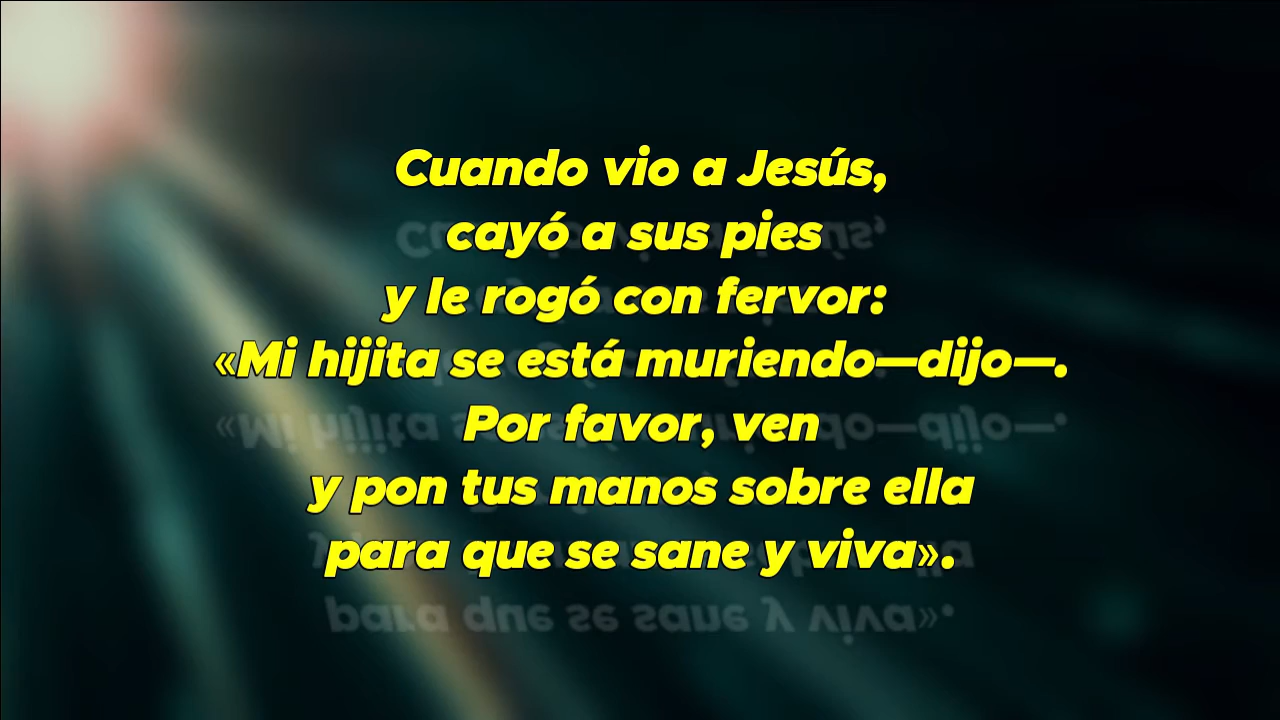 Cuando vio a Jesús,
cayó a sus pies
y le rogó con fervor:
«Mi hijita se está muriendo—dijo—.
Por favor, ven
y pon tus manos sobre ella
para que se sane y viva».